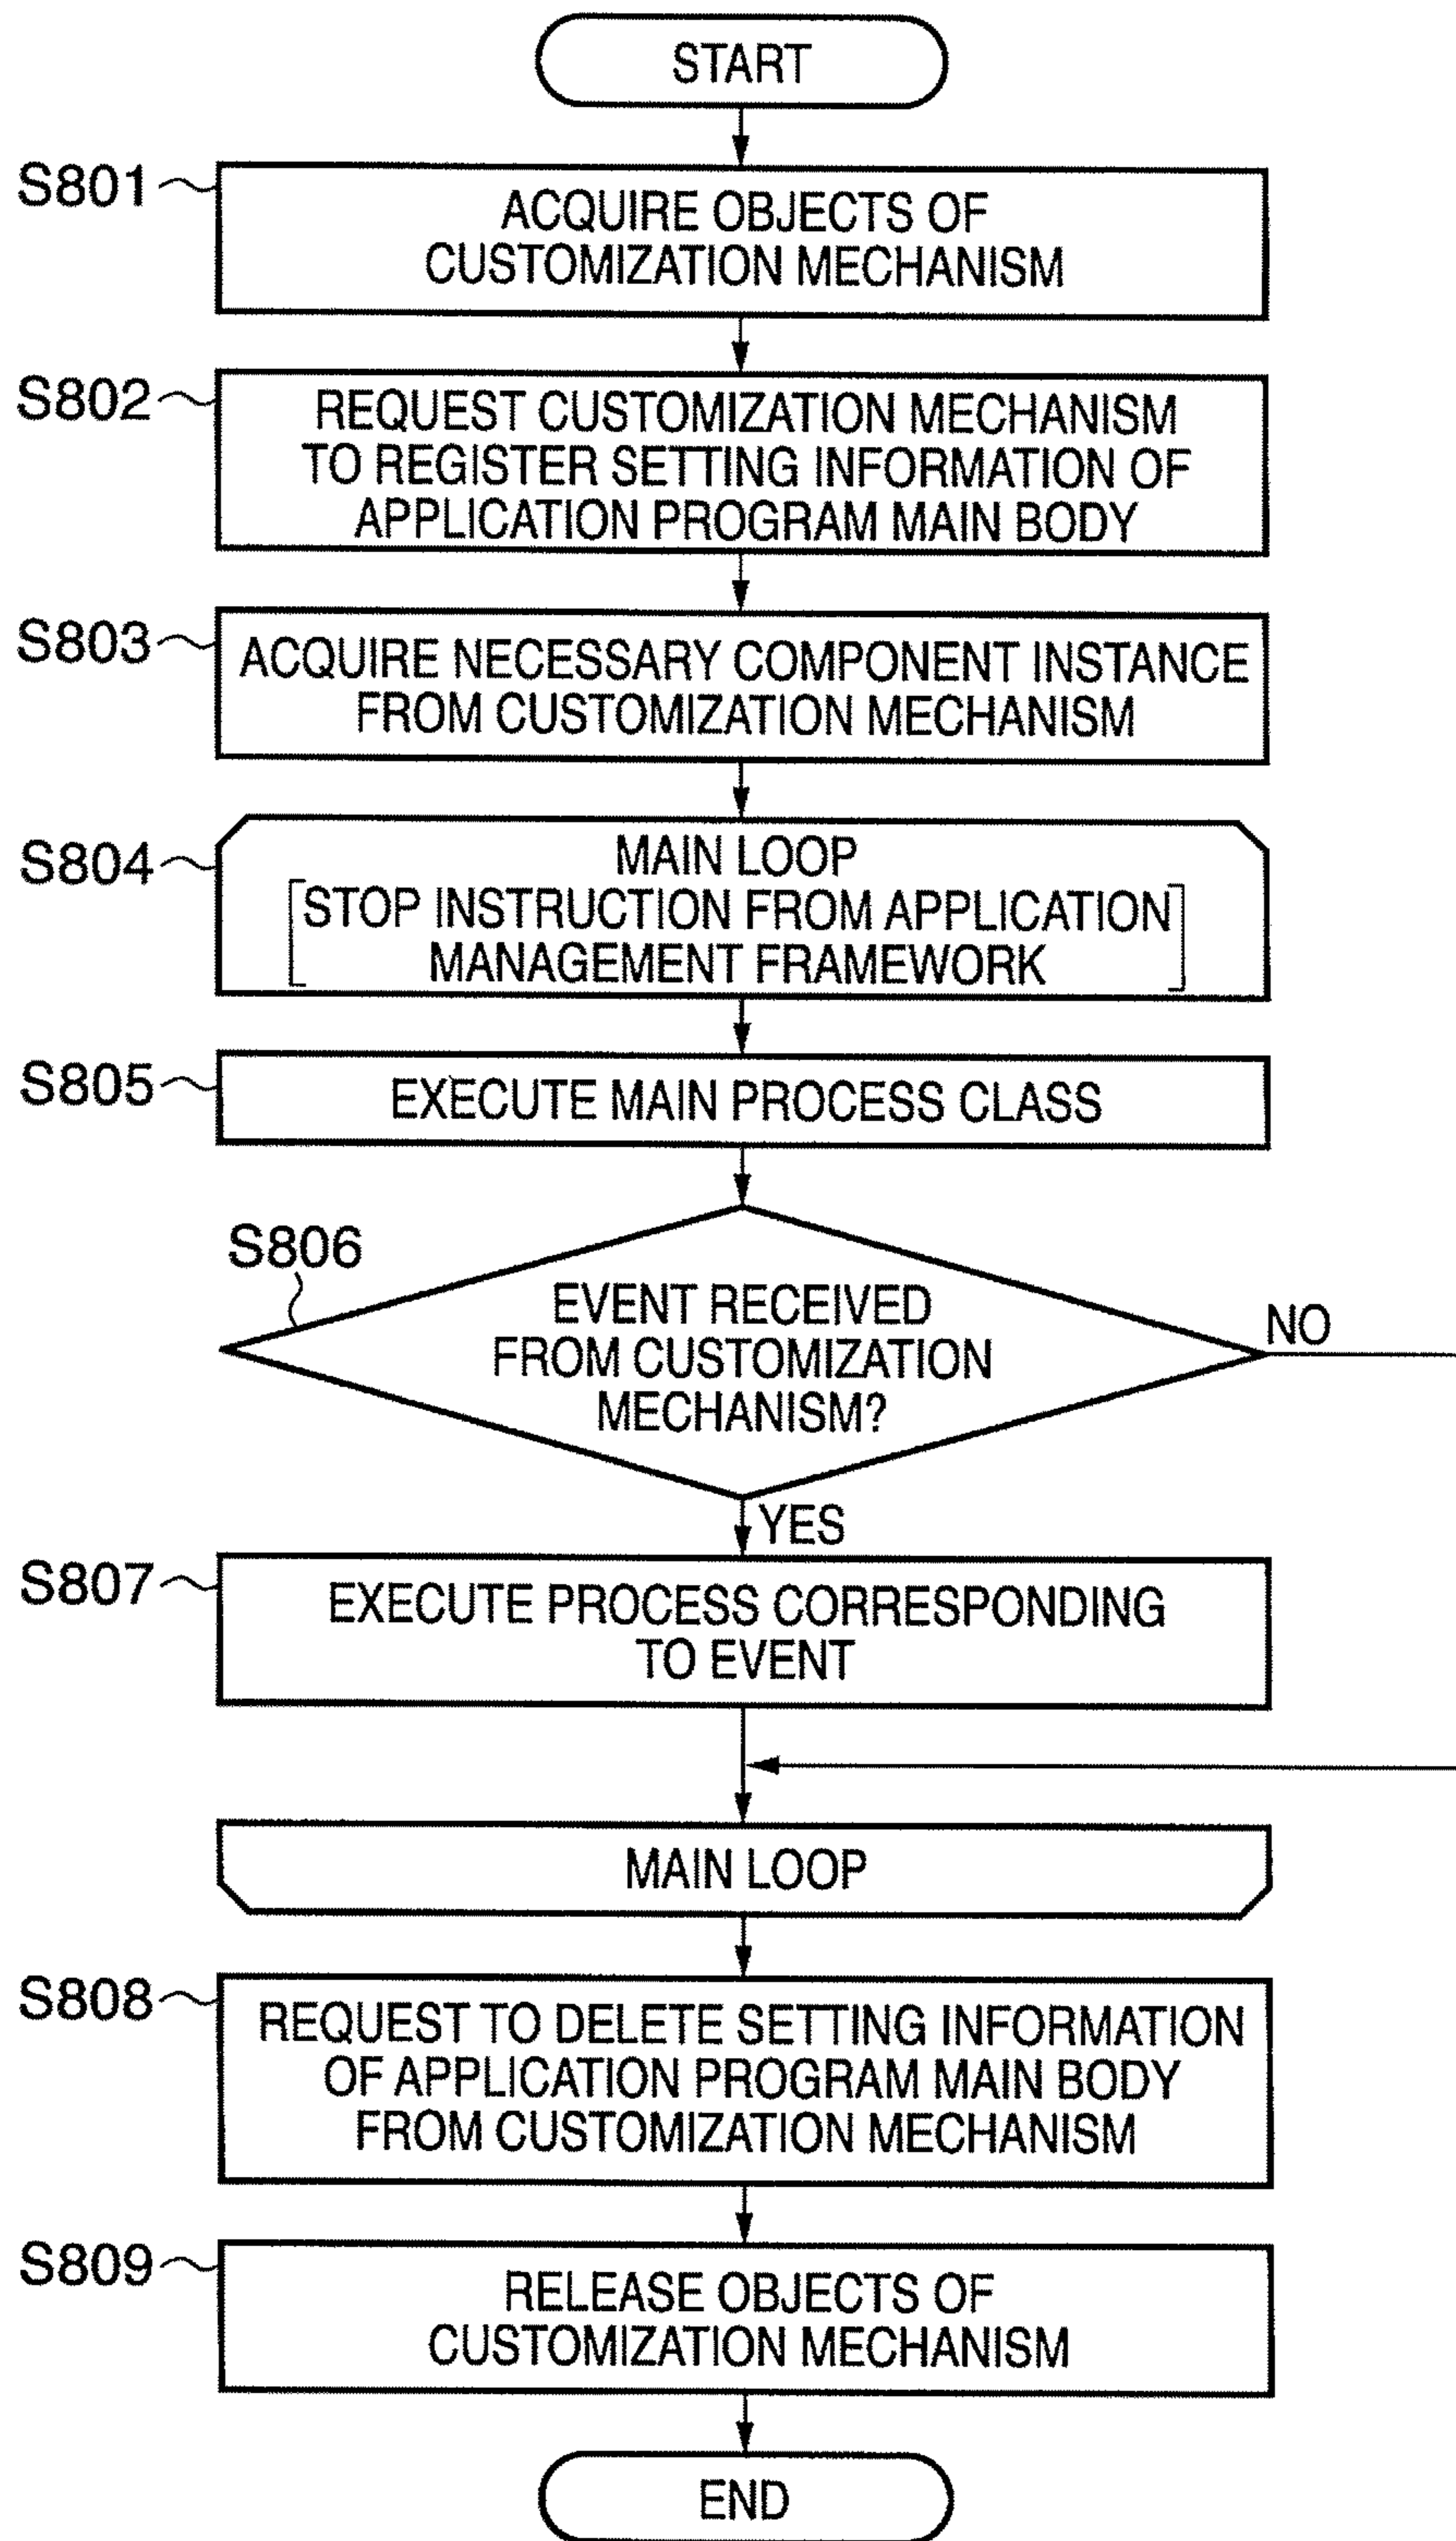 START
S801
ACQUIRE OBJECTS OF
CUSTOMIZATION MECHANISM
S802
REQUEST CUSTOMIZATION MECHANISM
TO REGISTER SETTING INFORMATION OF
APPLICATION PROGRAM MAIN BODY
S803
ACQUIRE NECESSARY COMPONENT INSTANCE
FROM CUSTOMIZATION MECHANISM
S804
MAIN LOOP
[STOP INSTRUCTION FROM APPLICATION
MANAGEMENT FRAMEWORK]
S805
EXECUTE MAIN PROCESS CLASS
S806
EVENT RECEIVED
FROM CUSTOMIZATION
MECHANISM?
NO
YES
S807
EXECUTE PROCESS CORRESPONDING
TO EVENT
MAIN LOOP
S808
REQUEST TO DELETE SETTING INFORMATION
OF APPLICATION PROGRAM MAIN BODY
FROM CUSTOMIZATION MECHANISM
S809
RELEASE OBJECTS OF
CUSTOMIZATION MECHANISM
END